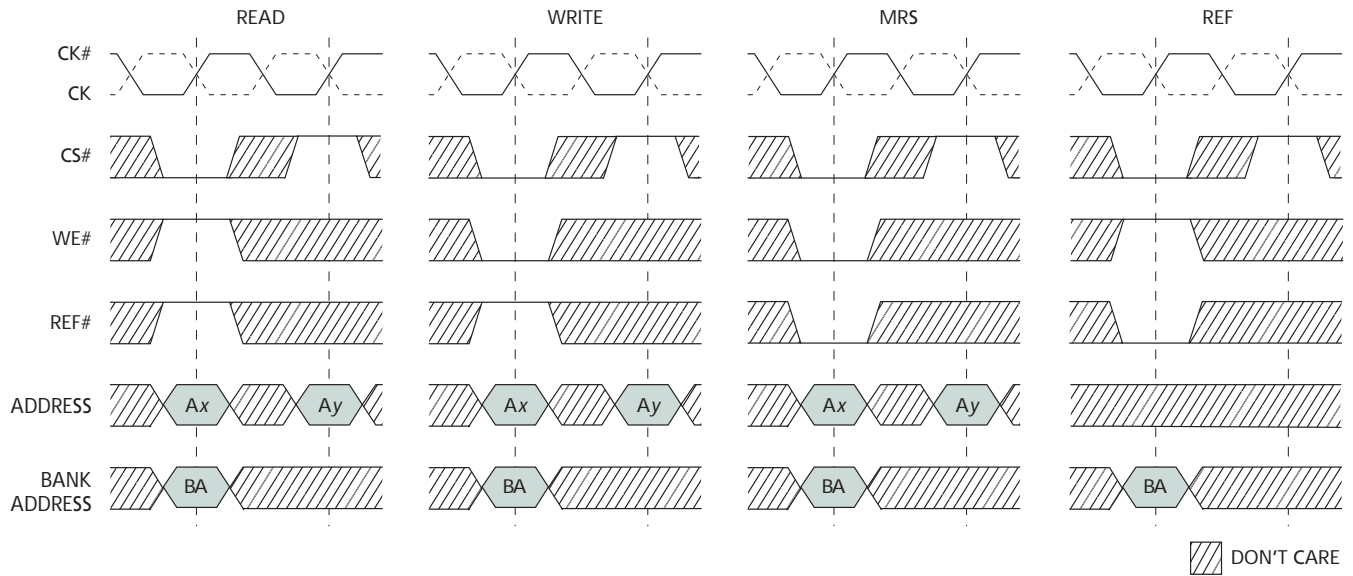 READ WRITE MRS REF
CK#
CK
CS#
WE#
REF#
ADDRESS Ax Ay Ax Ay Ax Ay
BANK
ADDRESS BA BA BA BA
DON'T CARE